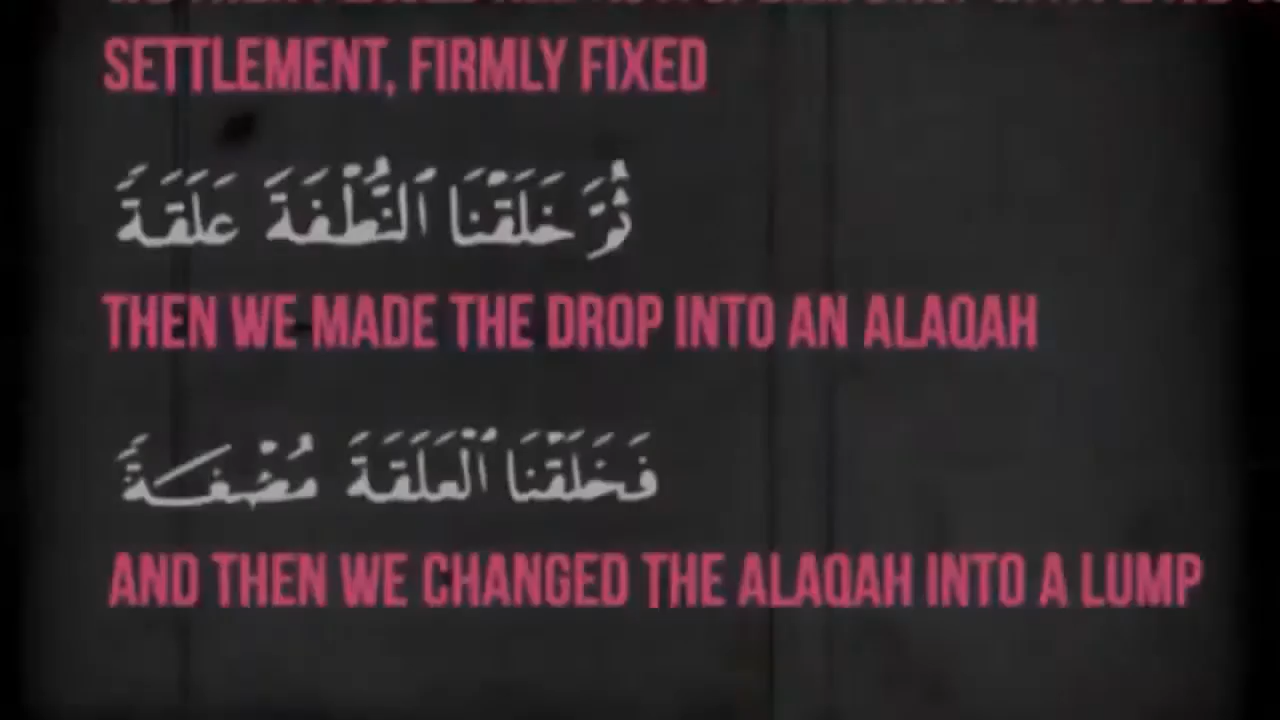 SETTLEMENT, FIRMLY FIXED
ثُمَّ خَلَقْنَا ٱلنُّطْفَةَ عَلَقَةً
THEN WE MADE THE DROP INTO AN ALAQAH
فَخَلَقْنَا ٱلْعَلَقَةَ مُضْغَةً
AND THEN WE CHANGED THE ALAQAH INTO A LUMP